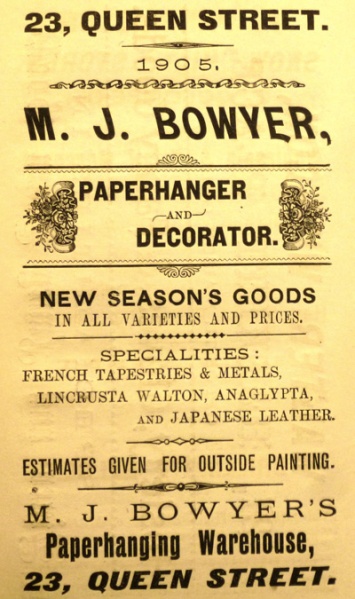 23, QUEEN STREET.
1905.
M. J. BOWYER,
PAPERHANGER
AND
DECORATOR.
NEW SEASON'S GOODS
IN ALL VARIETIES AND PRICES.
SPECIALITIES:
FRENCH TAPESTRIES & METALS,
LINCRUSTA WALTON, ANAGLYPTA,
AND JAPANESE LEATHER.
ESTIMATES GIVEN FOR OUTSIDE PAINTING.
M. J. BOWYER'S
Paperhanging Warehouse,
23, QUEEN STREET.